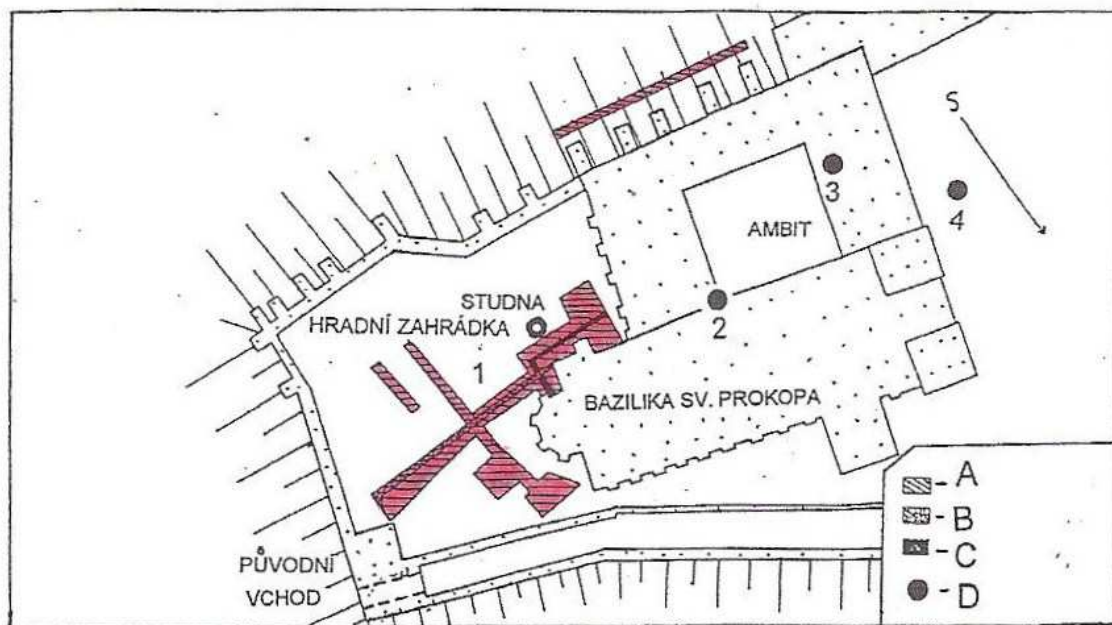 S
3
4
AMBIT
STUDNA
2
HRADNÍ ZAHRÁDKA
1
BAZILIKA SV. PROKOPA
- A
- B
- C
- D
PŮVODNÍ
VCHOD